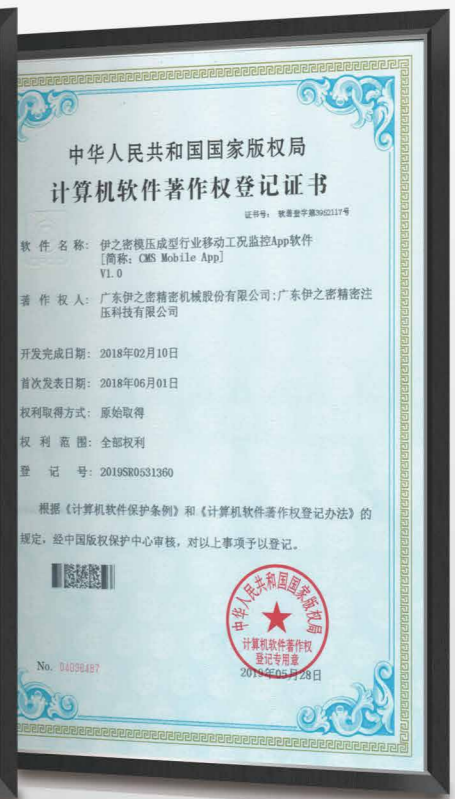 中华人民共和国国家版权局
计算机软件著作权登记证书
证书号: 软著登字第3952117号
软件名称: 伊之密模压成型行业移动工况监控App软件
[简称: CMS Mobile App]
V1.0
著作权人: 广东伊之密精密机械股份有限公司;广东伊之密精密注
压科技有限公司
开发完成日期: 2018年02月10日
首次发表日期: 2018年06月01日
权利取得方式: 原始取得
权利范围: 全部权利
登记号: 2019SR0531360
根据《计算机软件保护条例》和《计算机软件著作权登记办法》的
规定,经中国版权保护中心审核,对以上事项予以登记。
中华人民共和国国家版权局
计算机软件著作权
登记专用章
No. 04036487
2019年05月28日